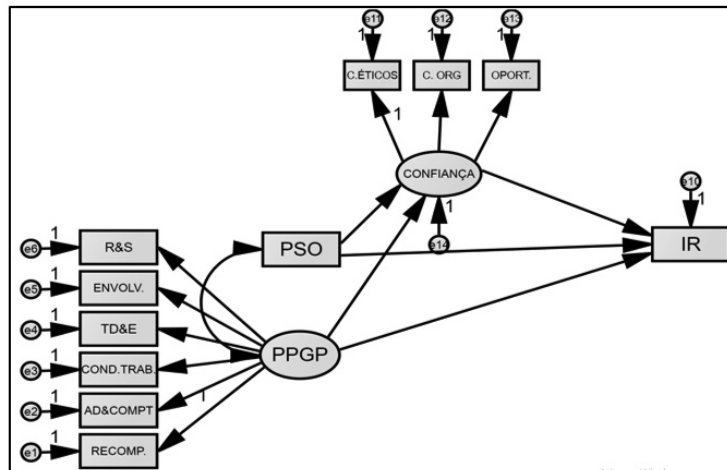 e11
e12
e13
1
1
1
C.ÉTICOS
C. ORG
OPORT.
1
CONFIANÇA
e10
1
1
e6
1
R&S
PSO
e14
IR
e5
1
ENVOLV.
e4
1
TD&E
PPGP
e3
1
COND.TRAB.
e2
1
AD&COMPT
1
e1
1
RECOMP.